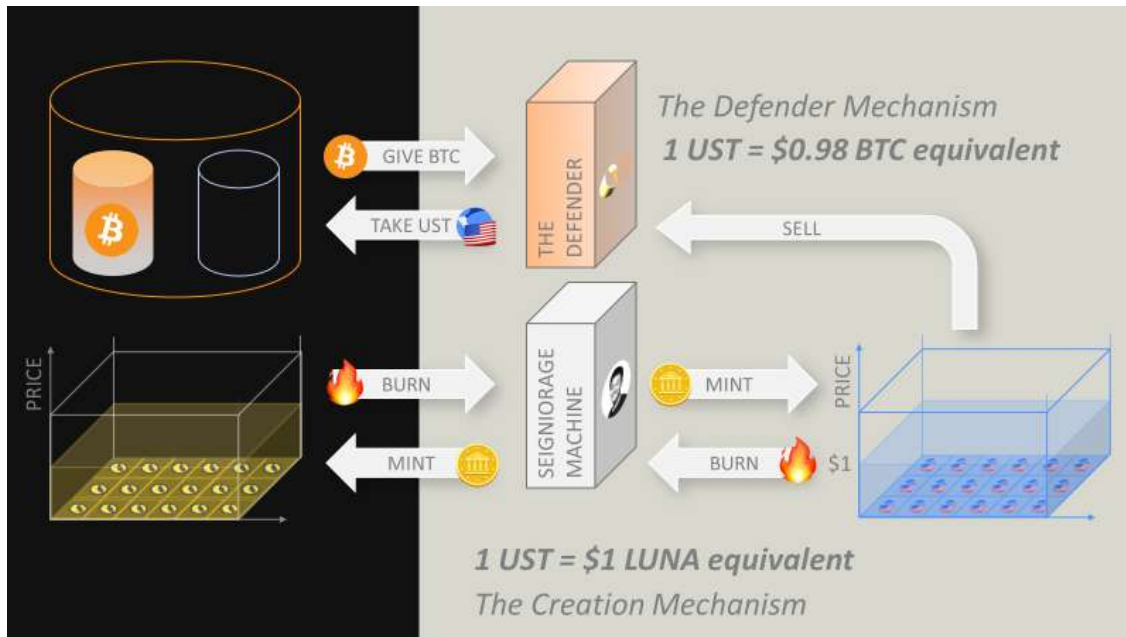 The Defender Mechanism
1 UST = $0.98 BTC equivalent
GIVE BTC
TAKE UST
THE
DEFENDER
SELL
PRICE
BURN
MINT
SEIGNIORAGE
MACHINE
MINT
BURN
PRICE
$1
1 UST = $1 LUNA equivalent
The Creation Mechanism